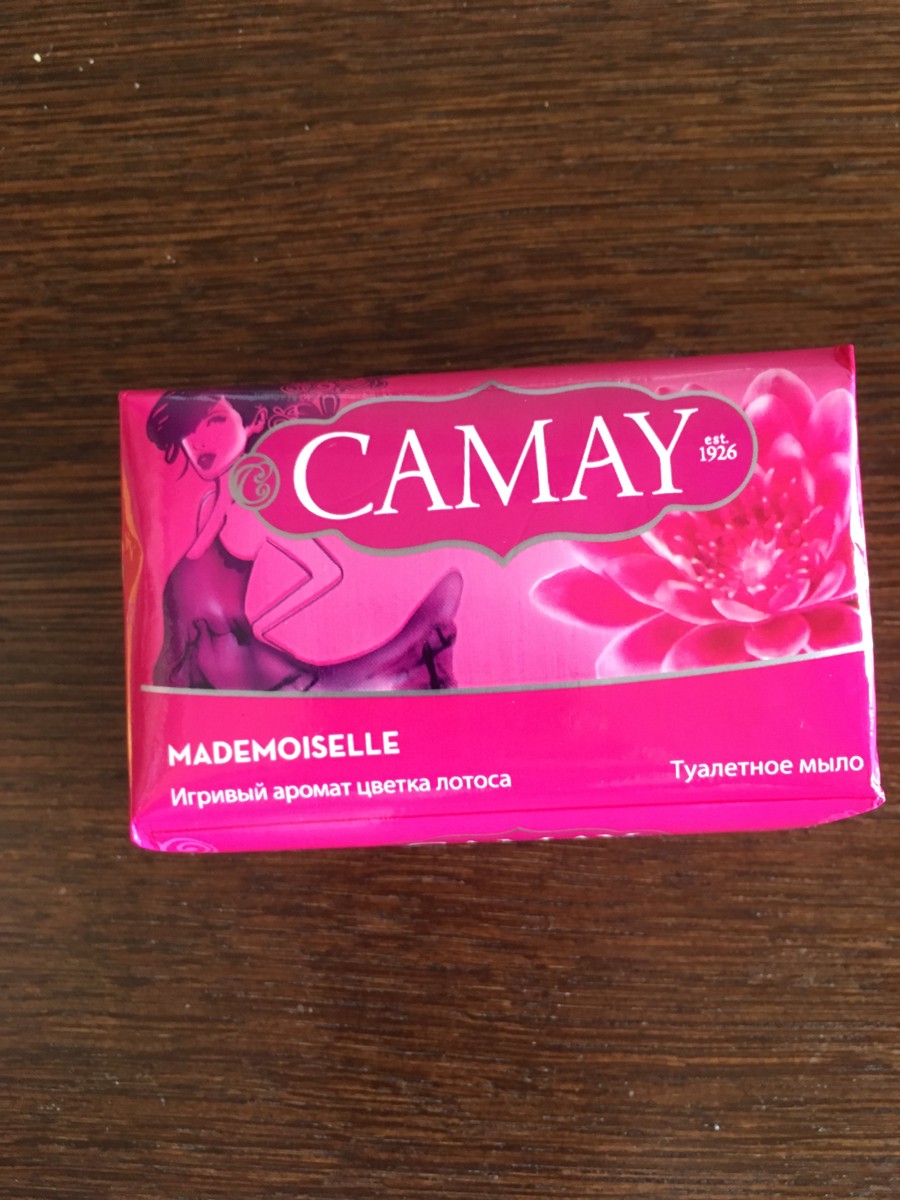 CAMAY
est.
1926
MADEMOISELLE
Игривый аромат цветка лотоса
Туалетное мыло